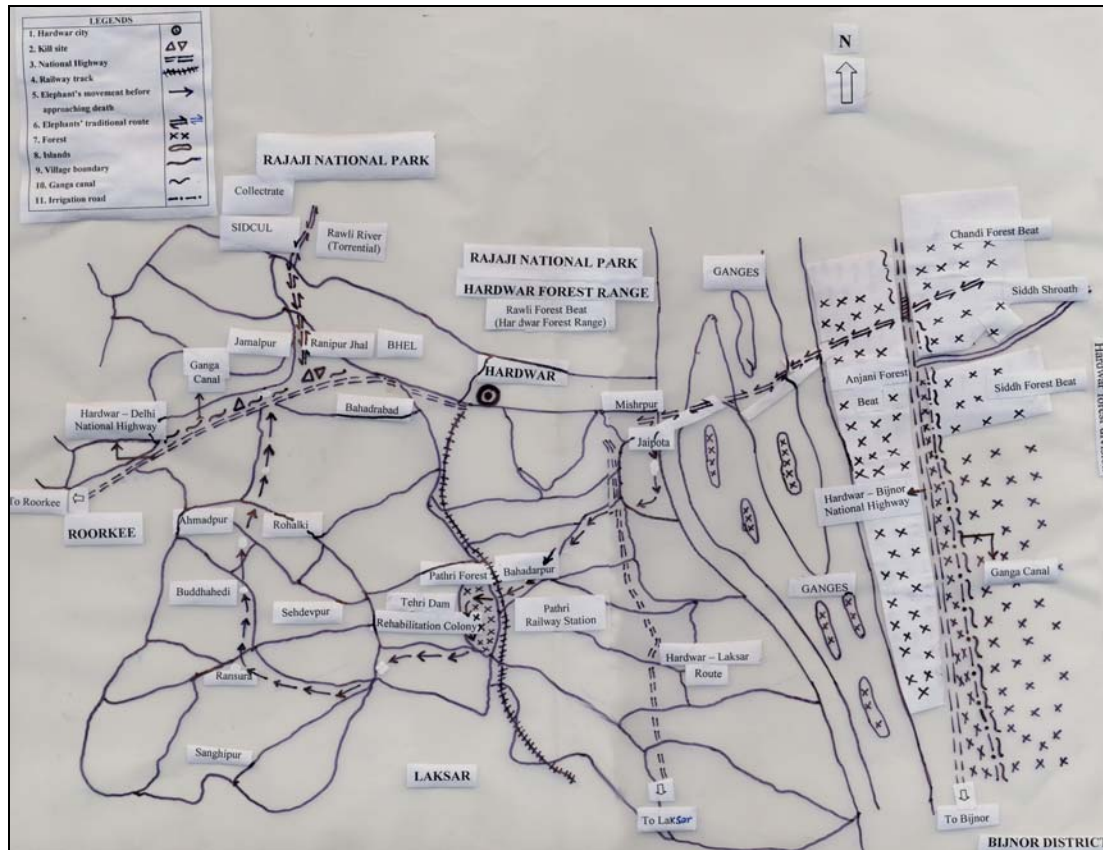 LEGENDS
1. Hardwar city
2. Kill site
3. National Highway
4. Railway track
5. Elephant's movement before
approaching death
6. Elephants' traditional route
7. Forest
8. Islands
9. Village boundary
10. Ganga canal
11. Irrigation road
N
RAJAJI NATIONAL PARK
Collectrate
SIDCUL
Rawli River
(Torrential)
RAJAJI NATIONAL PARK
HARDWAR FOREST RANGE
Rawli Forest Beat
(Har dwar Forest Range)
GANGES
Chandi Forest Beat
Siddh Shroath
Jamalpur
Ranipur Jhal
BHEL
Ganga
Canal
HARDWAR
Anjani Forest
Beat
Siddh Forest Beat
Hardwar – Delhi
National Highway
Bahadrabad
Mishrpur
Jaipota
To Roorkee
ROORKEE
Ahmadpur
Rohalki
Hardwar – Bijnor
National Highway
Pathri Forest
Bahadarpur
Ganga Canal
Buddhahedi
Sehdevpur
Tehri Dam
Rehabilitation Colony
Pathri
Railway Station
GANGES
Ransura
Hardwar – Laksar
Route
Sanghipur
LAKSAR
To Laksar
To Bijnor
BIJNOR DISTRICT